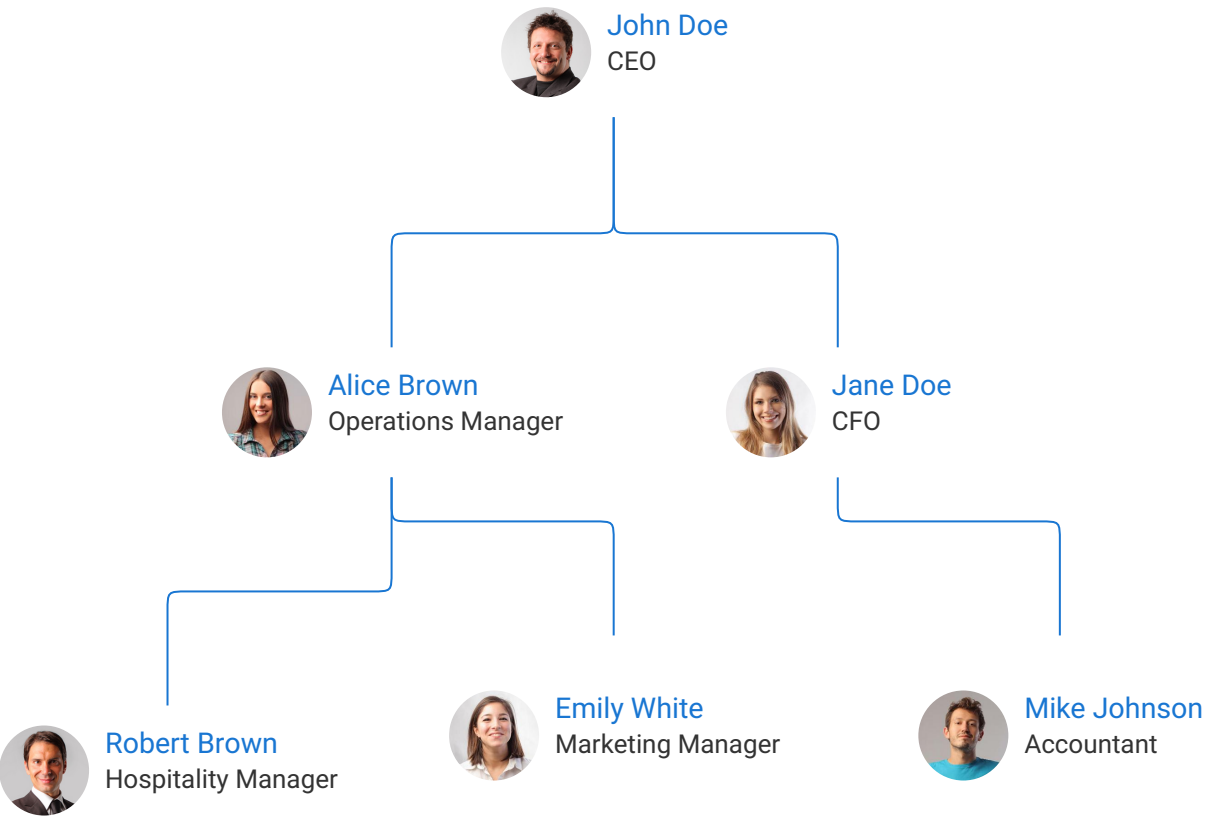 John Doe
CEO
Alice Brown
Operations Manager
Jane Doe
CFO
Robert Brown
Hospitality Manager
Emily White
Marketing Manager
Mike Johnson
Accountant